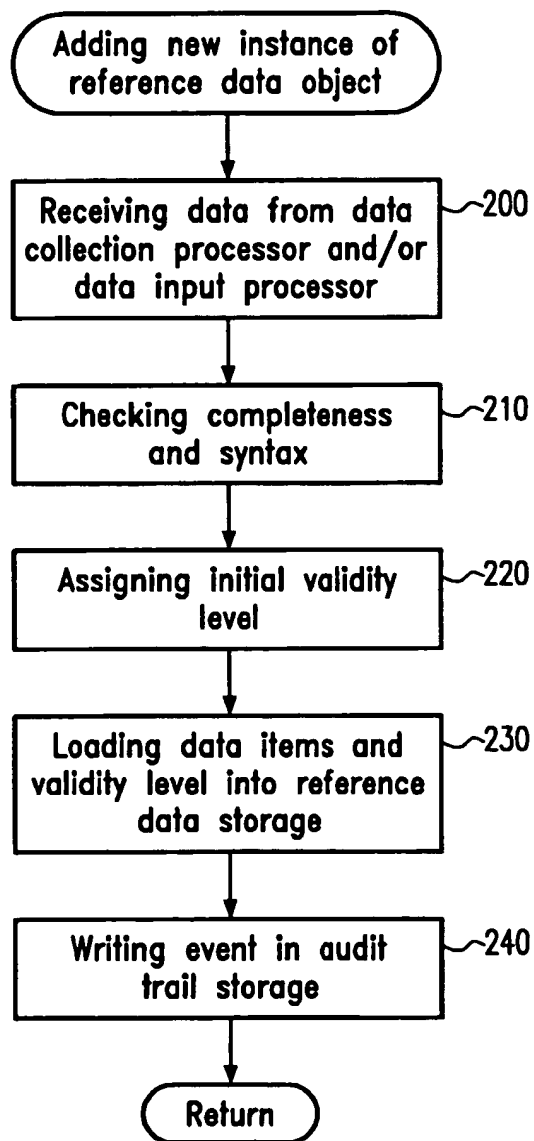 Adding new instance of
reference data object
Receiving data from data
collection processor and/or
data input processor
200
Checking completeness
and syntax
210
Assigning initial validity
level
220
Loading data items and
validity level into reference
data storage
230
Writing event in audit
trail storage
240
Return